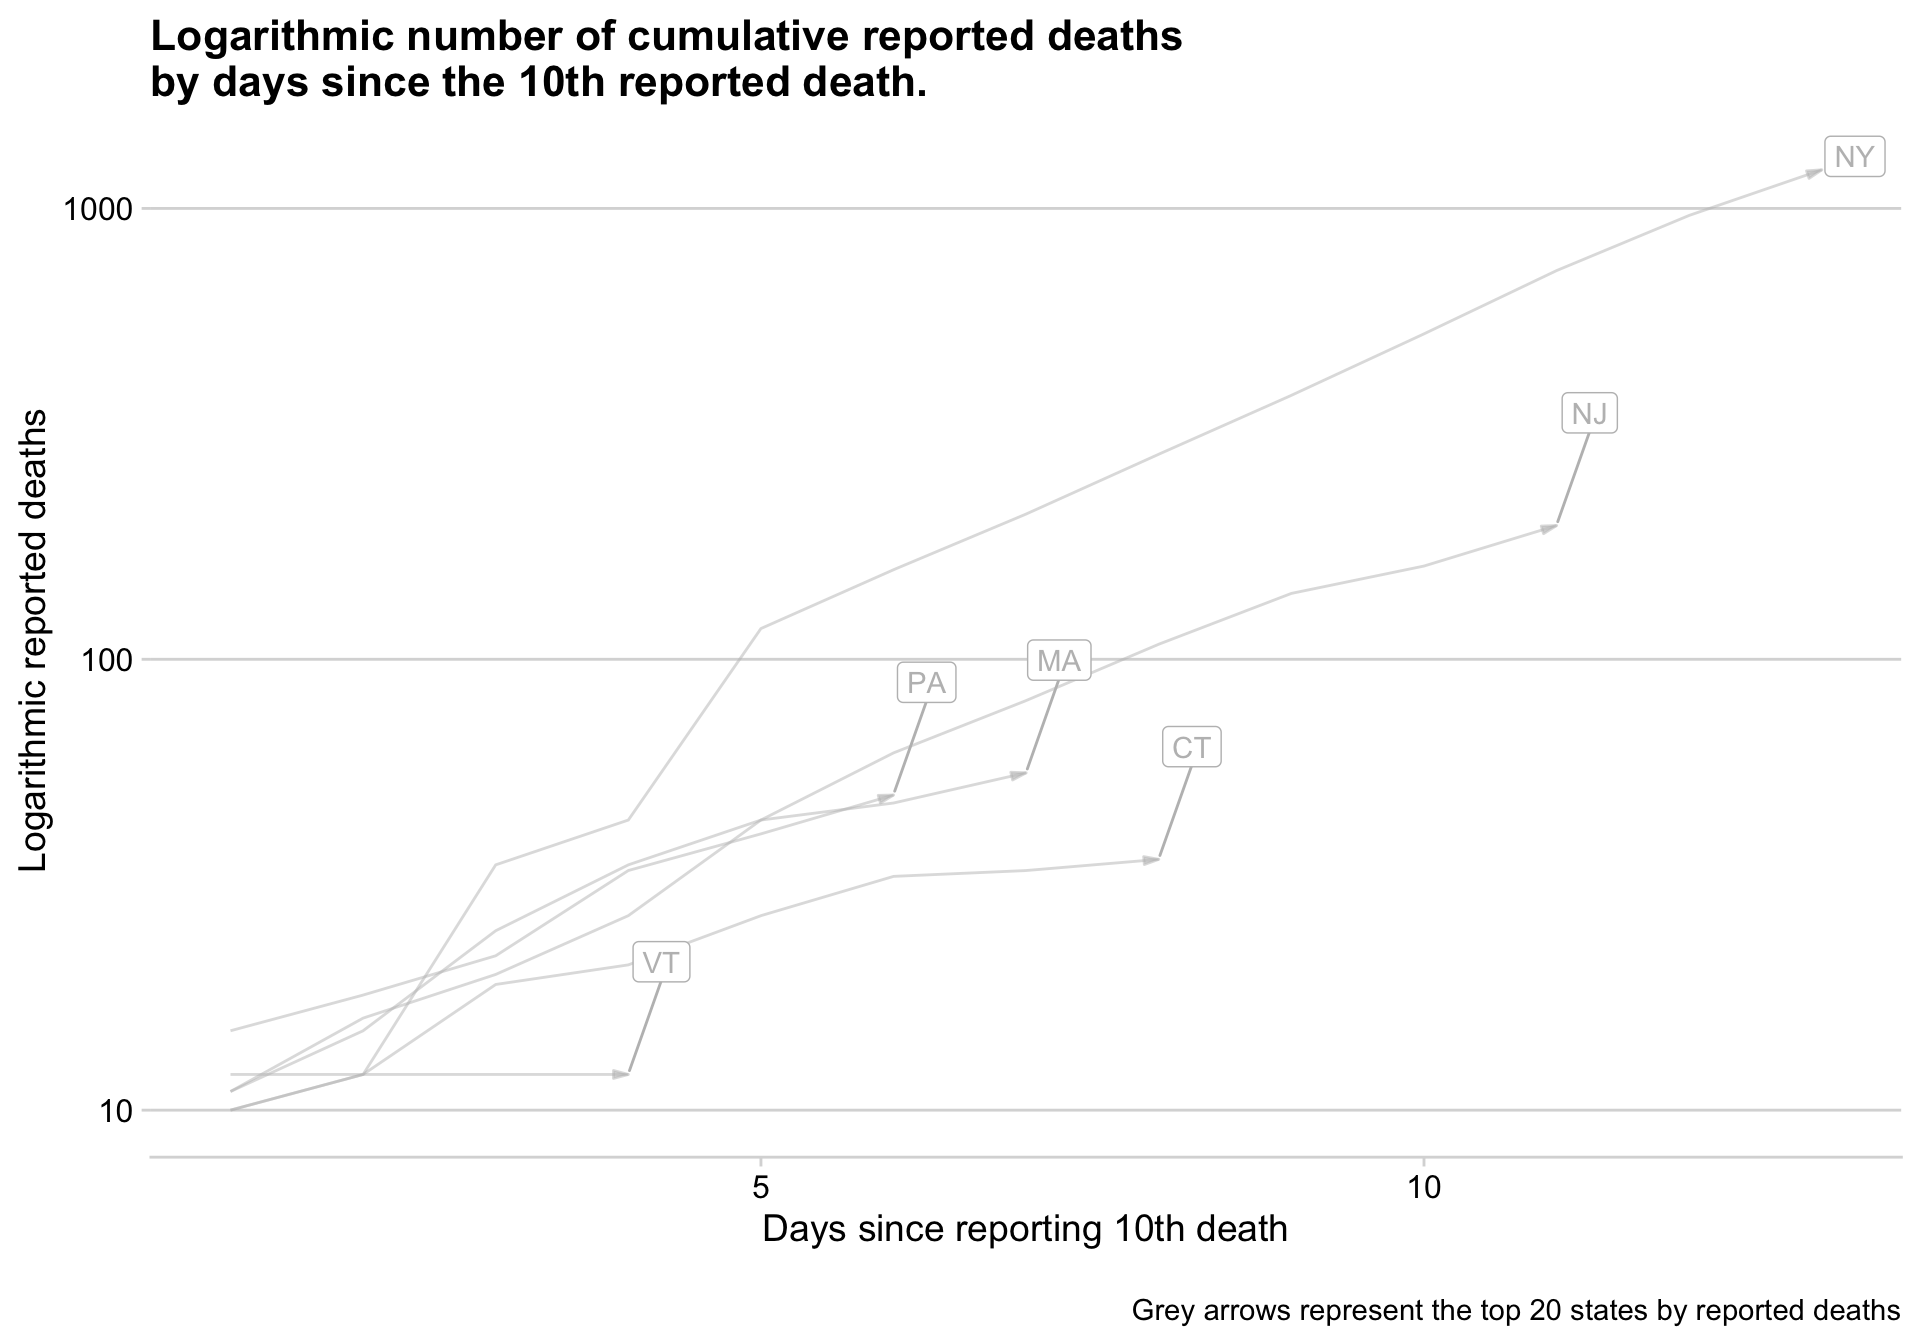 Logarithmic number of cumulative reported deaths
by days since the 10th reported death.
NY
1000
NJ
Logarithmic reported deaths
100
MA
PA
CT
VT
10
5
10
Days since reporting 10th death
Grey arrows represent the top 20 states by reported deaths